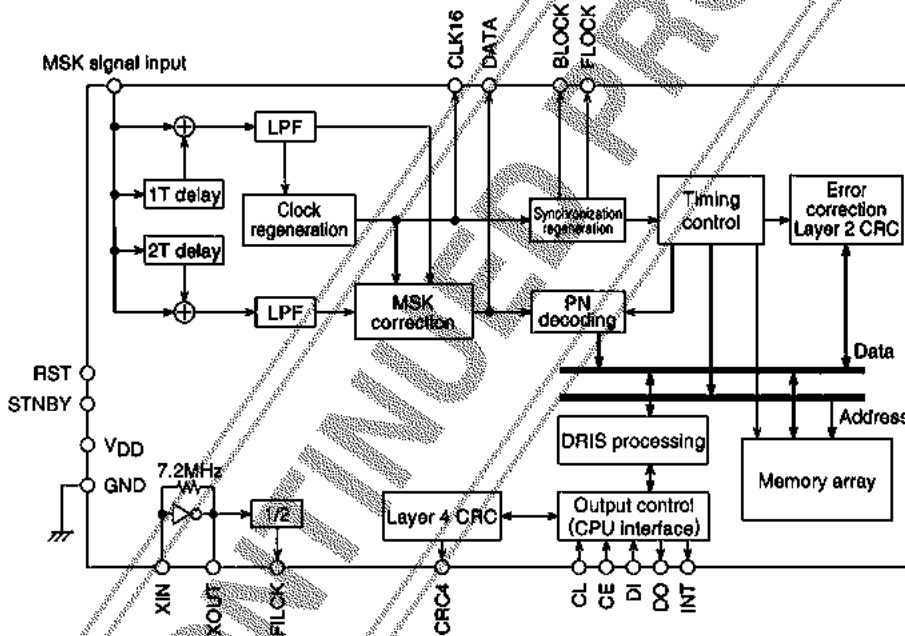 CLK16
DATA
BLOCK
FLOCK
MSK signal input
LPF
1T delay
Clock
regeneration
Synchronization
regeneration
Timing
control
Error
correction
Layer 2 CRC
2T delay
LPF
MSK
correction
PN
decoding
Data
RST
STNBY
VDD
GND
7.2MHz
1/2
Address
DRIS processing
Memory array
Layer 4 CRC
Output control
(CPU interface)
XIN
XOUT
FILCK
CRC4
CL
CE
DI
DO
INT